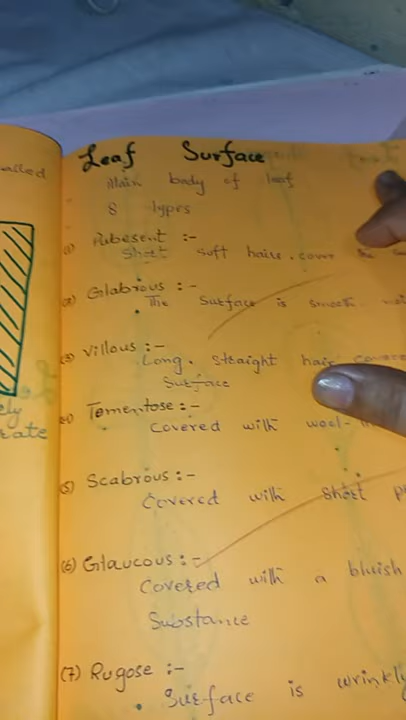 Leaf Surface
Main body of leaf
8 types
(1) Pubesent :-
Short soft hairs cover the
(2) Glabrous :-
The Surface is smooth
(3) Villous :-
Long. straight hair
Surface
(4) Tomentose :-
Covered with wool-
(5) Scabrous :-
Covered with short
(6) Glaucous :-
Covered with a bluish
Substance
(7) Rugose :-
Surface is wrinkly